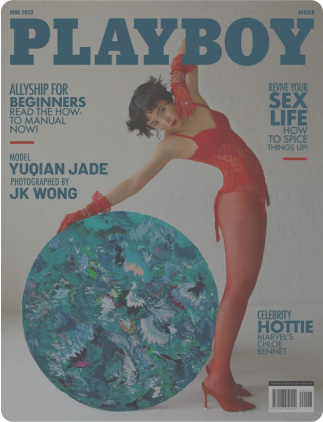 JUNE 2023
AFRICA
PLAYBOY
ALLYSHIP FOR
BEGINNERS
READ THE HOW-
TO MANUAL
NOW!
MODEL
YUQIAN JADE
PHOTOGRAPHED BY
JK WONG
REVIVE YOUR
SEX
LIFE
HOW
TO SPICE
THINGS UP!
CELEBRITY
HOTTIE
MARVEL'S
CHLOE
BENNET